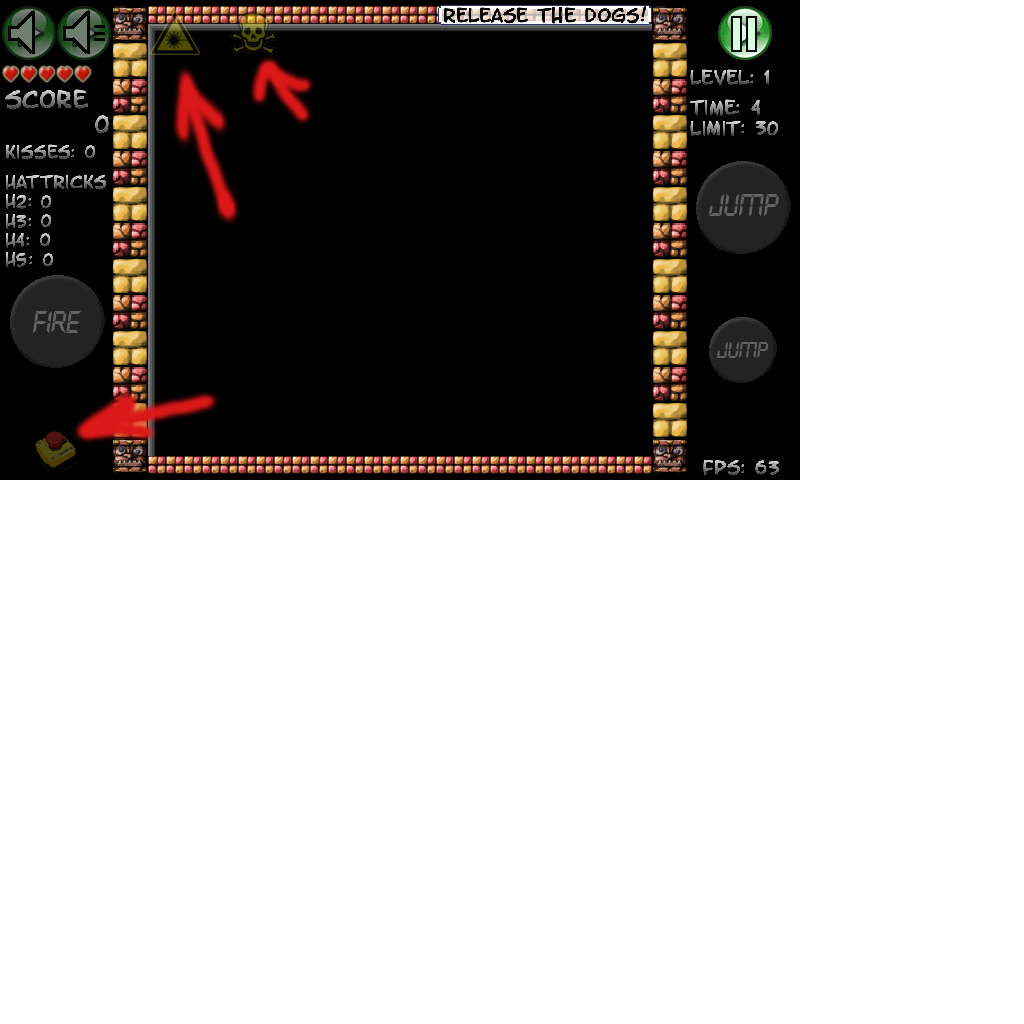 RELEASE THE DOGS!
SCORE
0
KISSES: 0
HATTRICKS
H2: 0
H3: 0
H4: 0
H5: 0
FIRE
LEVEL: 1
TIME: 4
LIMIT: 30
JUMP
JUMP
FPS: 63